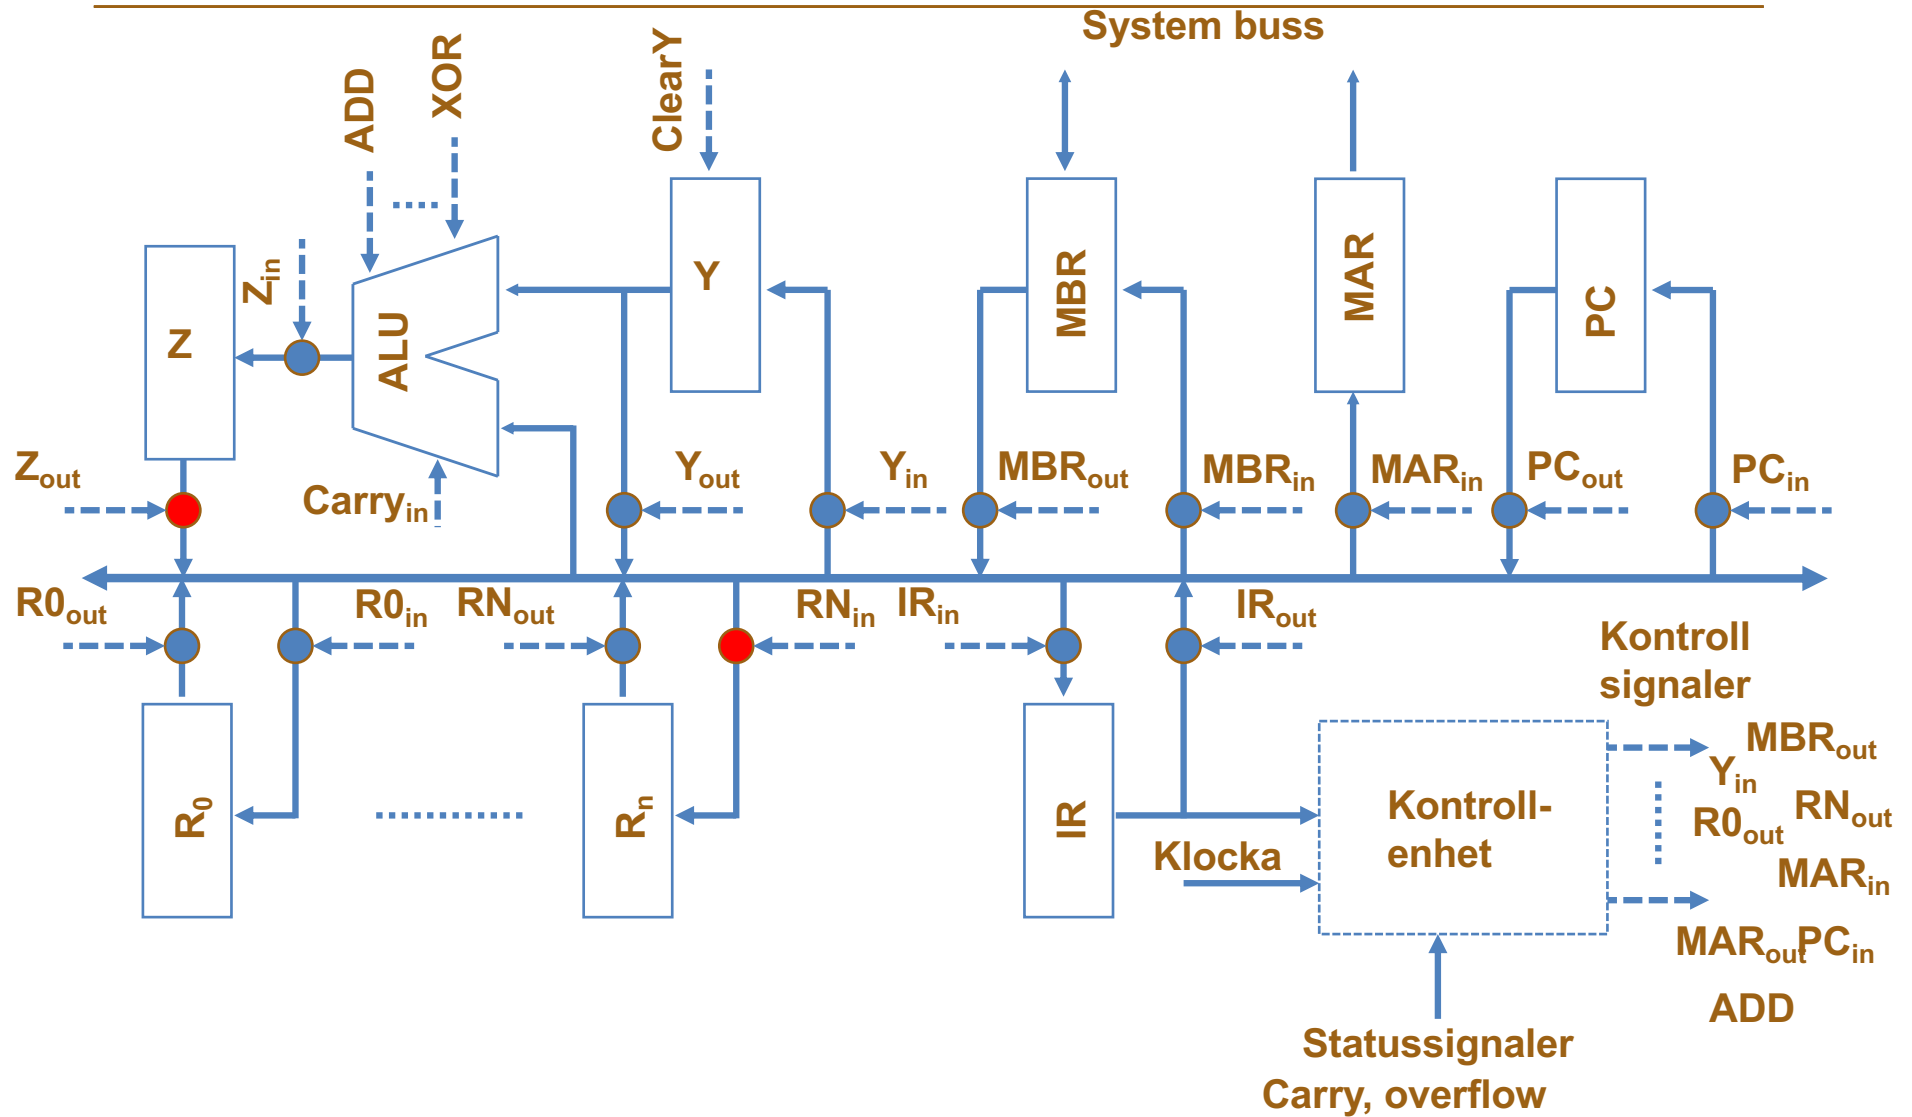 System buss
ADD
XOR
ClearY
Z
Zin
ALU
Y
MBR
MAR
PC
Zout
Carryin
Yout
Yin
MBRout
MBRin
MARin
PCout
PCin
R0out
R0in
RNout
RNin
IRin
IRout
Kontroll
signaler
R0
Rn
IR
Klocka
Kontroll-
enhet
MBRout
Yin
RNout
R0out
MARin
MARout
PCin
ADD
Statussignaler
Carry, overflow